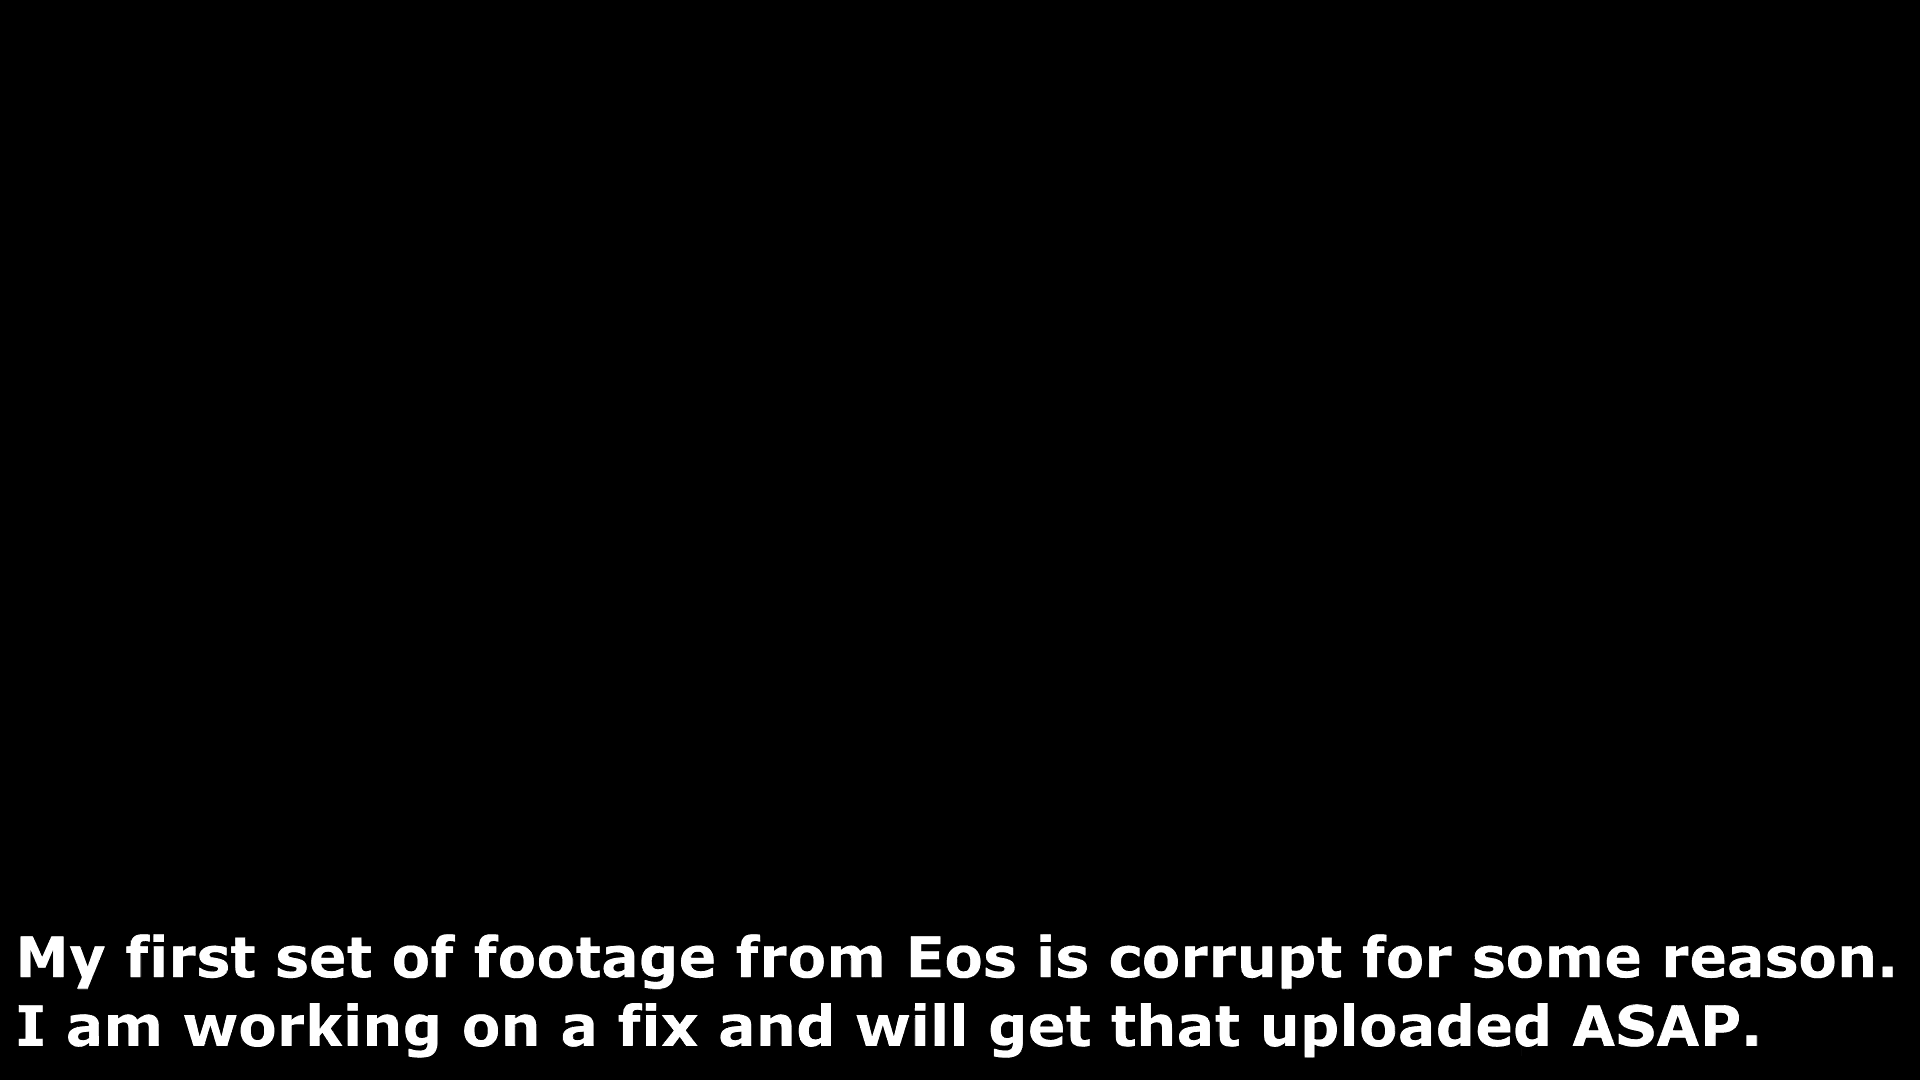 My first set of footage from Eos is corrupt for some reason.
I am working on a fix and will get that uploaded ASAP.